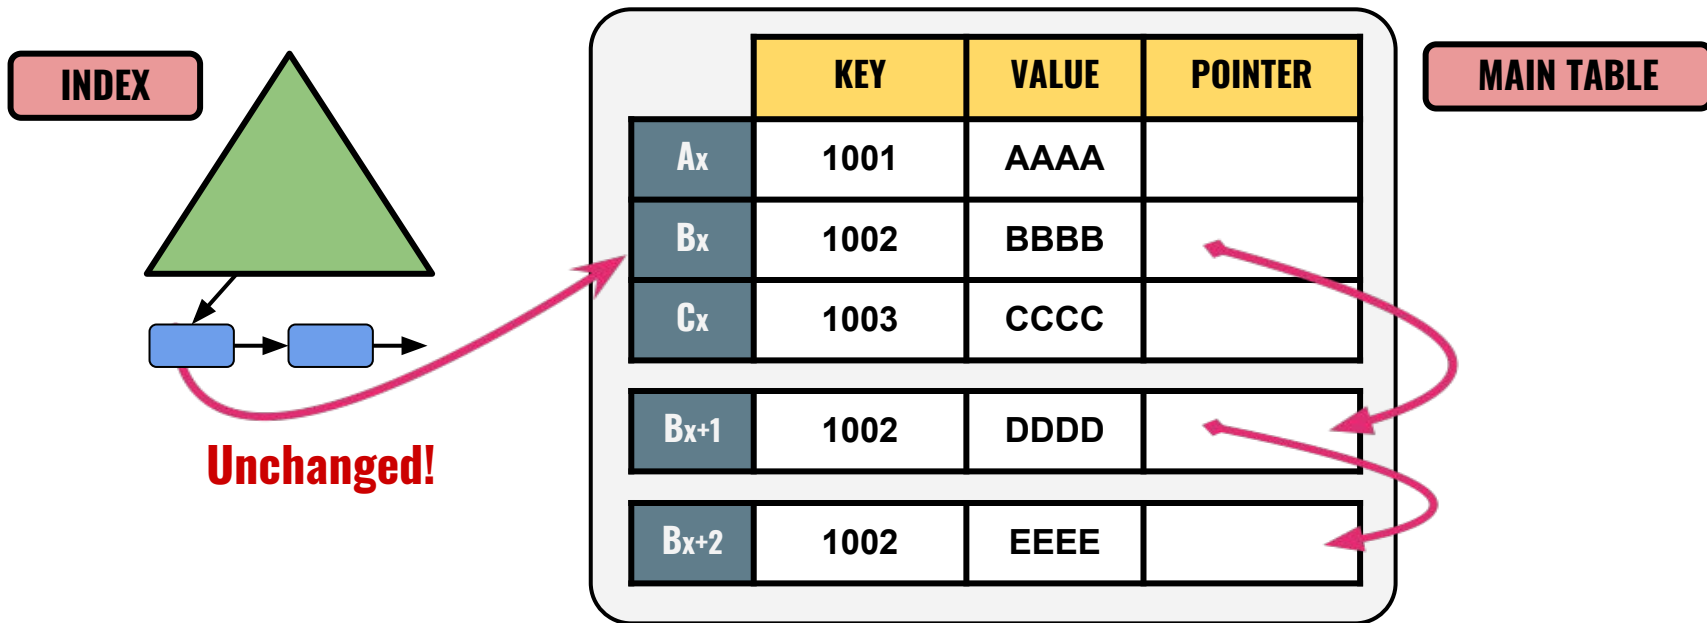 INDEX
KEY VALUE POINTER
MAIN TABLE
Ax 1001 AAAA
Bx 1002 BBBB
Cx 1003 CCCC
Bx+1 1002 DDDD
Unchanged!
Bx+2 1002 EEEE